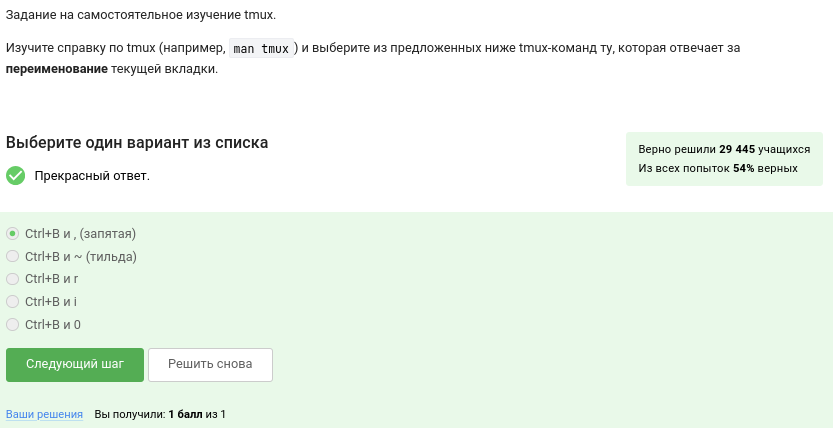 Задание на самостоятельное изучение tmux.
Изучите справку по tmux (например, man tmux) и выберите из предложенных ниже tmux-команд ту, которая отвечает за
переименование текущей вкладки.
Выберите один вариант из списка
Верно решили 29 445 учащихся
Из всех попыток 54% верных
Прекрасный ответ.
Ctrl+B и , (запятая)
Ctrl+B и ~ (тильда)
Ctrl+B и r
Ctrl+B и i
Ctrl+B и 0
Следующий шаг
Решить снова
Ваши решения
Вы получили: 1 балл из 1